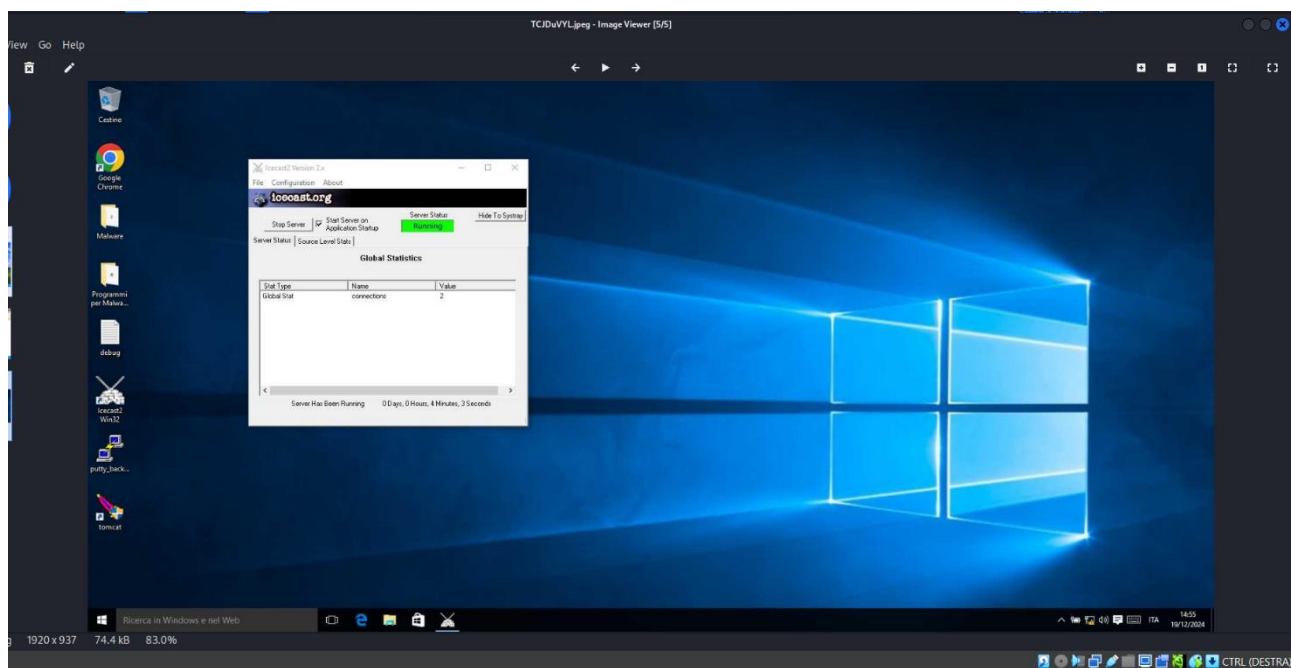 TCJDuVYL.jpeg - Image Viewer [5/5]
Go Help
Cestino
Google
Chrome
Malware
Programmi
per Malwa...
debug
Icecast2
Win32
putty_back...
tomcat
Icecast2 Version 2.x
File Configuration About
icecast.org
Stop Server
Start Server on
Application Startup
Server Status
Running
Hide To Systray
Server Status Source Level Stats
Global Statistics
Stat Type Name Value
Global Stat connections 2
Server Has Been Running 0 Days, 0 Hours, 4 Minutes, 3 Seconds
Ricerca in Windows e nel Web
ITA
14:55
19/12/2024
1920 x 937 74.4 kB 83.0%
CTRL (DESTRA)